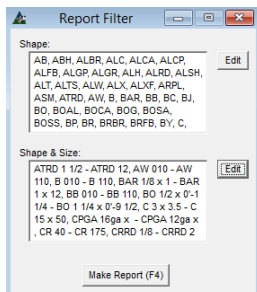 Report Filter
Shape:
AB, ABH, ALBR, ALC, ALCA, ALCP,
ALFB, ALGP, ALGR, ALH, ALRD, ALSH,
ALT, ALTS, ALW, ALX, ALXF, ARPL,
ASM, ATRD, AW, B, BAR, BB, BC, BJ,
BO, BOAL, BOCA, BOG, BOSA,
BOSS, BP, BR, BRBR, BRFB, BY, C,
Edit
Shape & Size:
ATRD 1 1/2 - ATRD 12, AW 010 - AW
110, B 010 - B 110, BAR 1/8 x 1 - BAR
1 x 12, BB 010 - BB 110, BO 1/2 x 0'-1
1/4 - BO 1 1/4 x 0'-9 1/2, C 3 x 3.5 - C
15 x 50, CPGA 16ga x  - CPGA 12ga x
, CR 40 - CR 175, CRRD 1/8 - CRRD 2
Edit
Make Report (F4)